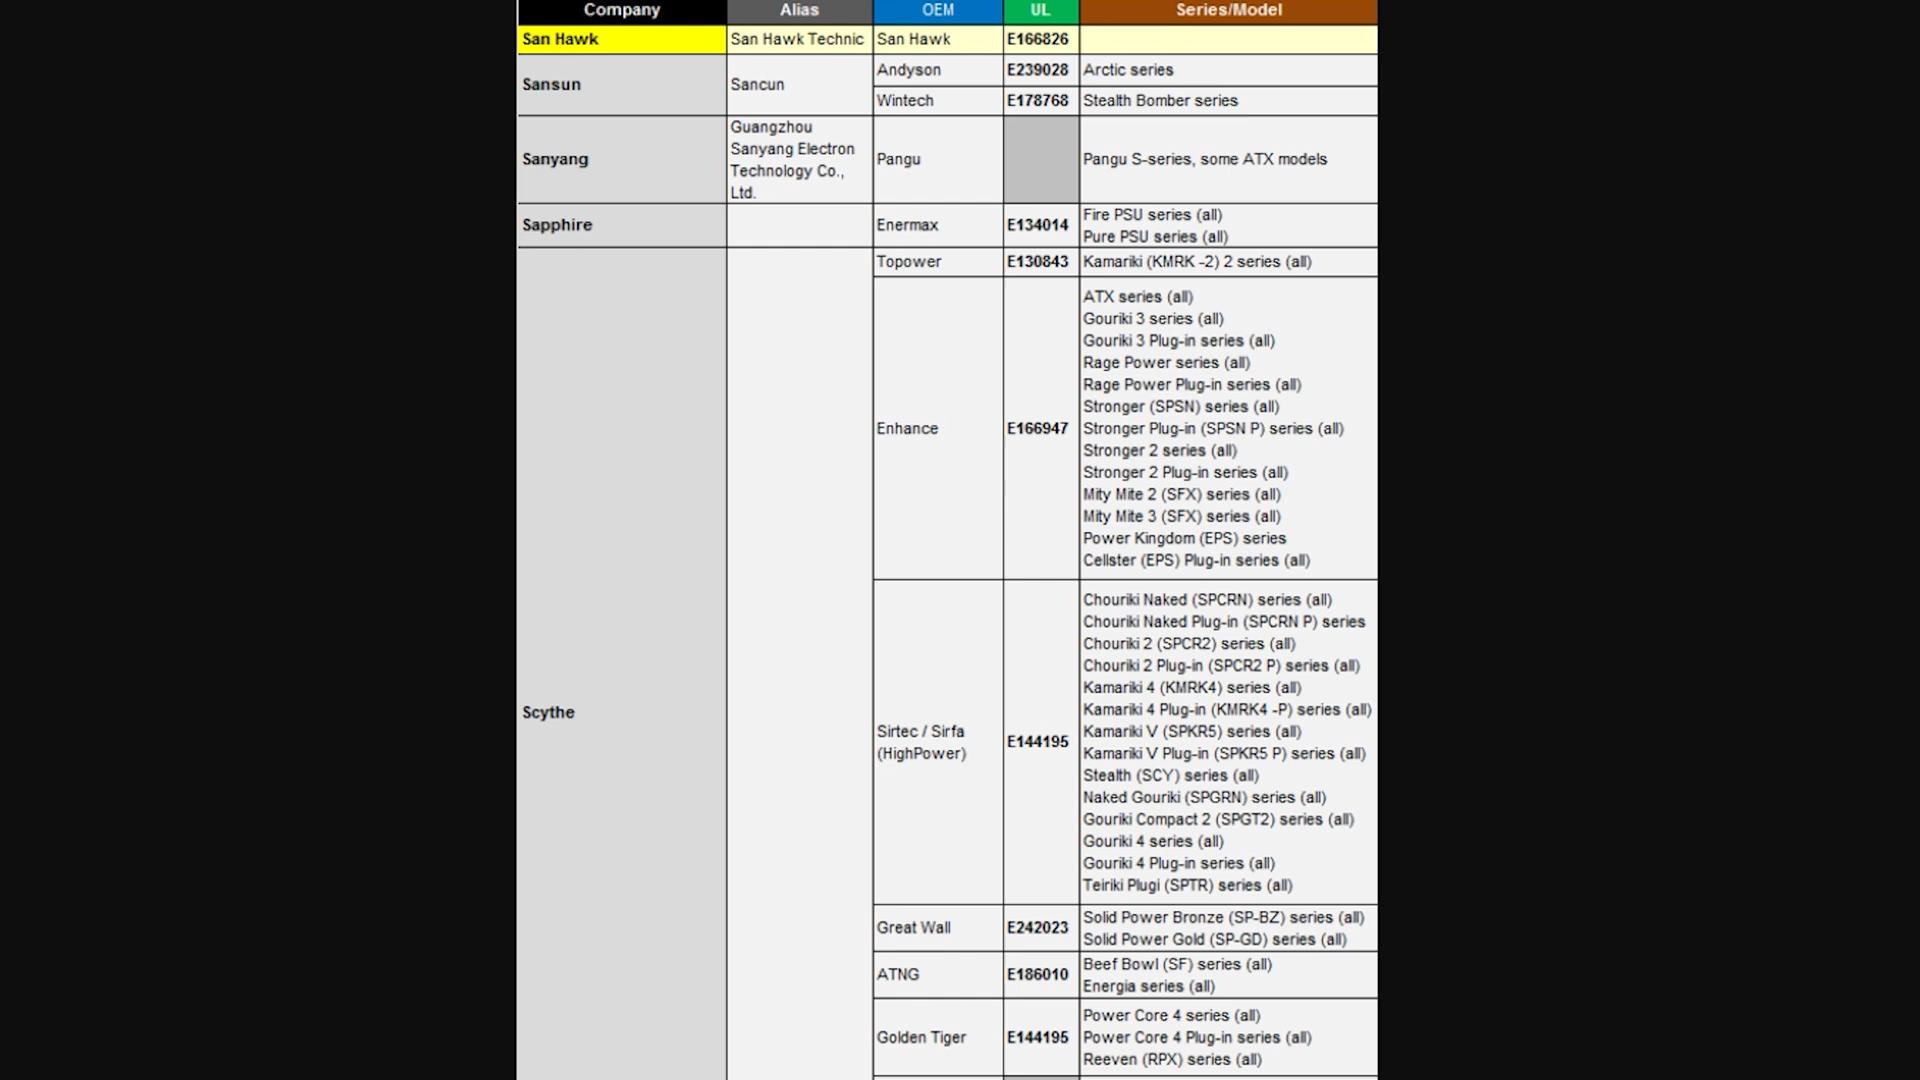 Company Alias OEM UL Series/Model
San Hawk San Hawk Technic San Hawk E166826
Sansun Sancun Andyson E239028 Arctic series
Wintech E178768 Stealth Bomber series
Sanyang Guangzhou
Sanyang Electron
Technology Co.,
Ltd. Pangu Pangu S-series, some ATX models
Sapphire Enermax E134014 Fire PSU series (all)
Pure PSU series (all)
Scythe Topower E130843 Kamariki (KMRK -2) 2 series (all)
Enhance E166947 ATX series (all)
Gouriki 3 series (all)
Gouriki 3 Plug-in series (all)
Rage Power series (all)
Rage Power Plug-in series (all)
Stronger (SPSN) series (all)
Stronger Plug-in (SPSN P) series (all)
Stronger 2 series (all)
Stronger 2 Plug-in series (all)
Mity Mite 2 (SFX) series (all)
Mity Mite 3 (SFX) series (all)
Power Kingdom (EPS) series
Cellster (EPS) Plug-in series (all)
Sirtec / Sirfa
(HighPower) E144195 Chouriki Naked (SPCRN) series (all)
Chouriki Naked Plug-in (SPCRN P) series
Chouriki 2 (SPCR2) series (all)
Chouriki 2 Plug-in (SPCR2 P) series (all)
Kamariki 4 (KMRK4) series (all)
Kamariki 4 Plug-in (KMRK4 -P) series (all)
Kamariki V (SPKR5) series (all)
Kamariki V Plug-in (SPKR5 P) series (all)
Stealth (SCY) series (all)
Naked Gouriki (SPGRN) series (all)
Gouriki Compact 2 (SPGT2) series (all)
Gouriki 4 series (all)
Gouriki 4 Plug-in series (all)
Teiriki Plugi (SPTR) series (all)
Great Wall E242023 Solid Power Bronze (SP-BZ) series (all)
Solid Power Gold (SP-GD) series (all)
ATNG E186010 Beef Bowl (SF) series (all)
Energia series (all)
Golden Tiger E144195 Power Core 4 series (all)
Power Core 4 Plug-in series (all)
Reeven (RPX) series (all)